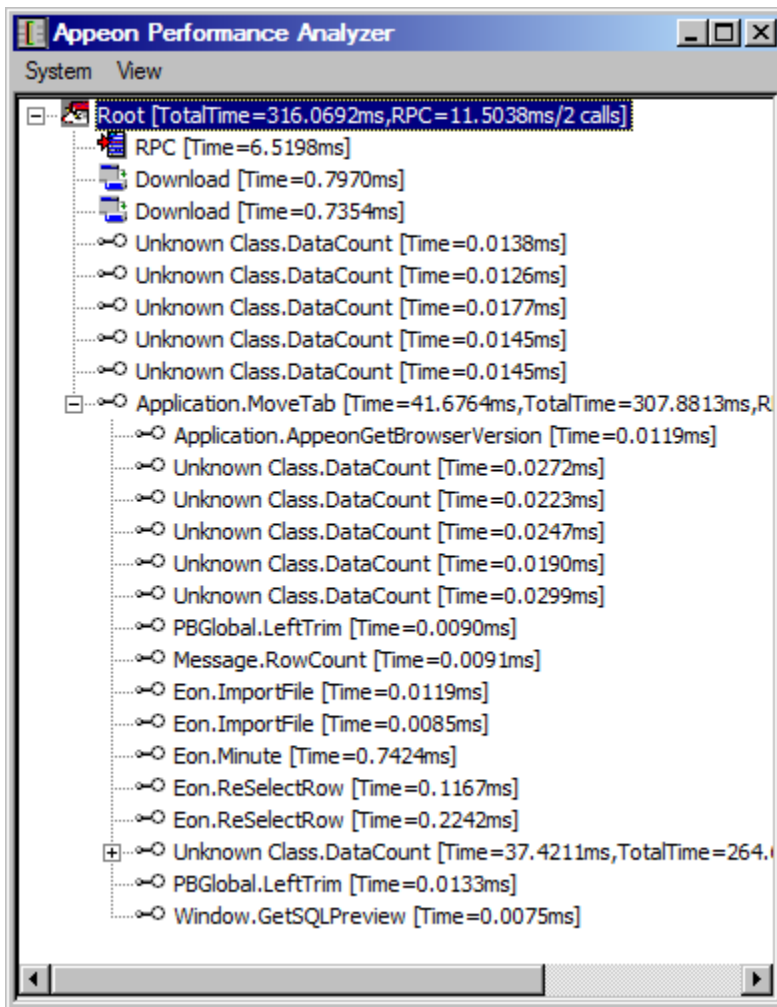 Appeon Performance Analyzer
System View
Root [TotalTime=316.0692ms,RPC=11.5038ms/2 calls]
RPC [Time=6.5198ms]
Download [Time=0.7970ms]
Download [Time=0.7354ms]
Unknown Class.DataCount [Time=0.0138ms]
Unknown Class.DataCount [Time=0.0126ms]
Unknown Class.DataCount [Time=0.0177ms]
Unknown Class.DataCount [Time=0.0145ms]
Unknown Class.DataCount [Time=0.0145ms]
Application.MoveTab [Time=41.6764ms,TotalTime=307.8813ms,R
Application.AppeonGetBrowserVersion [Time=0.0119ms]
Unknown Class.DataCount [Time=0.0272ms]
Unknown Class.DataCount [Time=0.0223ms]
Unknown Class.DataCount [Time=0.0247ms]
Unknown Class.DataCount [Time=0.0190ms]
Unknown Class.DataCount [Time=0.0299ms]
PBGlobal.LeftTrim [Time=0.0090ms]
Message.RowCount [Time=0.0091ms]
Eon.ImportFile [Time=0.0119ms]
Eon.ImportFile [Time=0.0085ms]
Eon.Minute [Time=0.7424ms]
Eon.ReSelectRow [Time=0.1167ms]
Eon.ReSelectRow [Time=0.2242ms]
Unknown Class.DataCount [Time=37.4211ms,TotalTime=264.
PBGlobal.LeftTrim [Time=0.0133ms]
Window.GetSQLPreview [Time=0.0075ms]